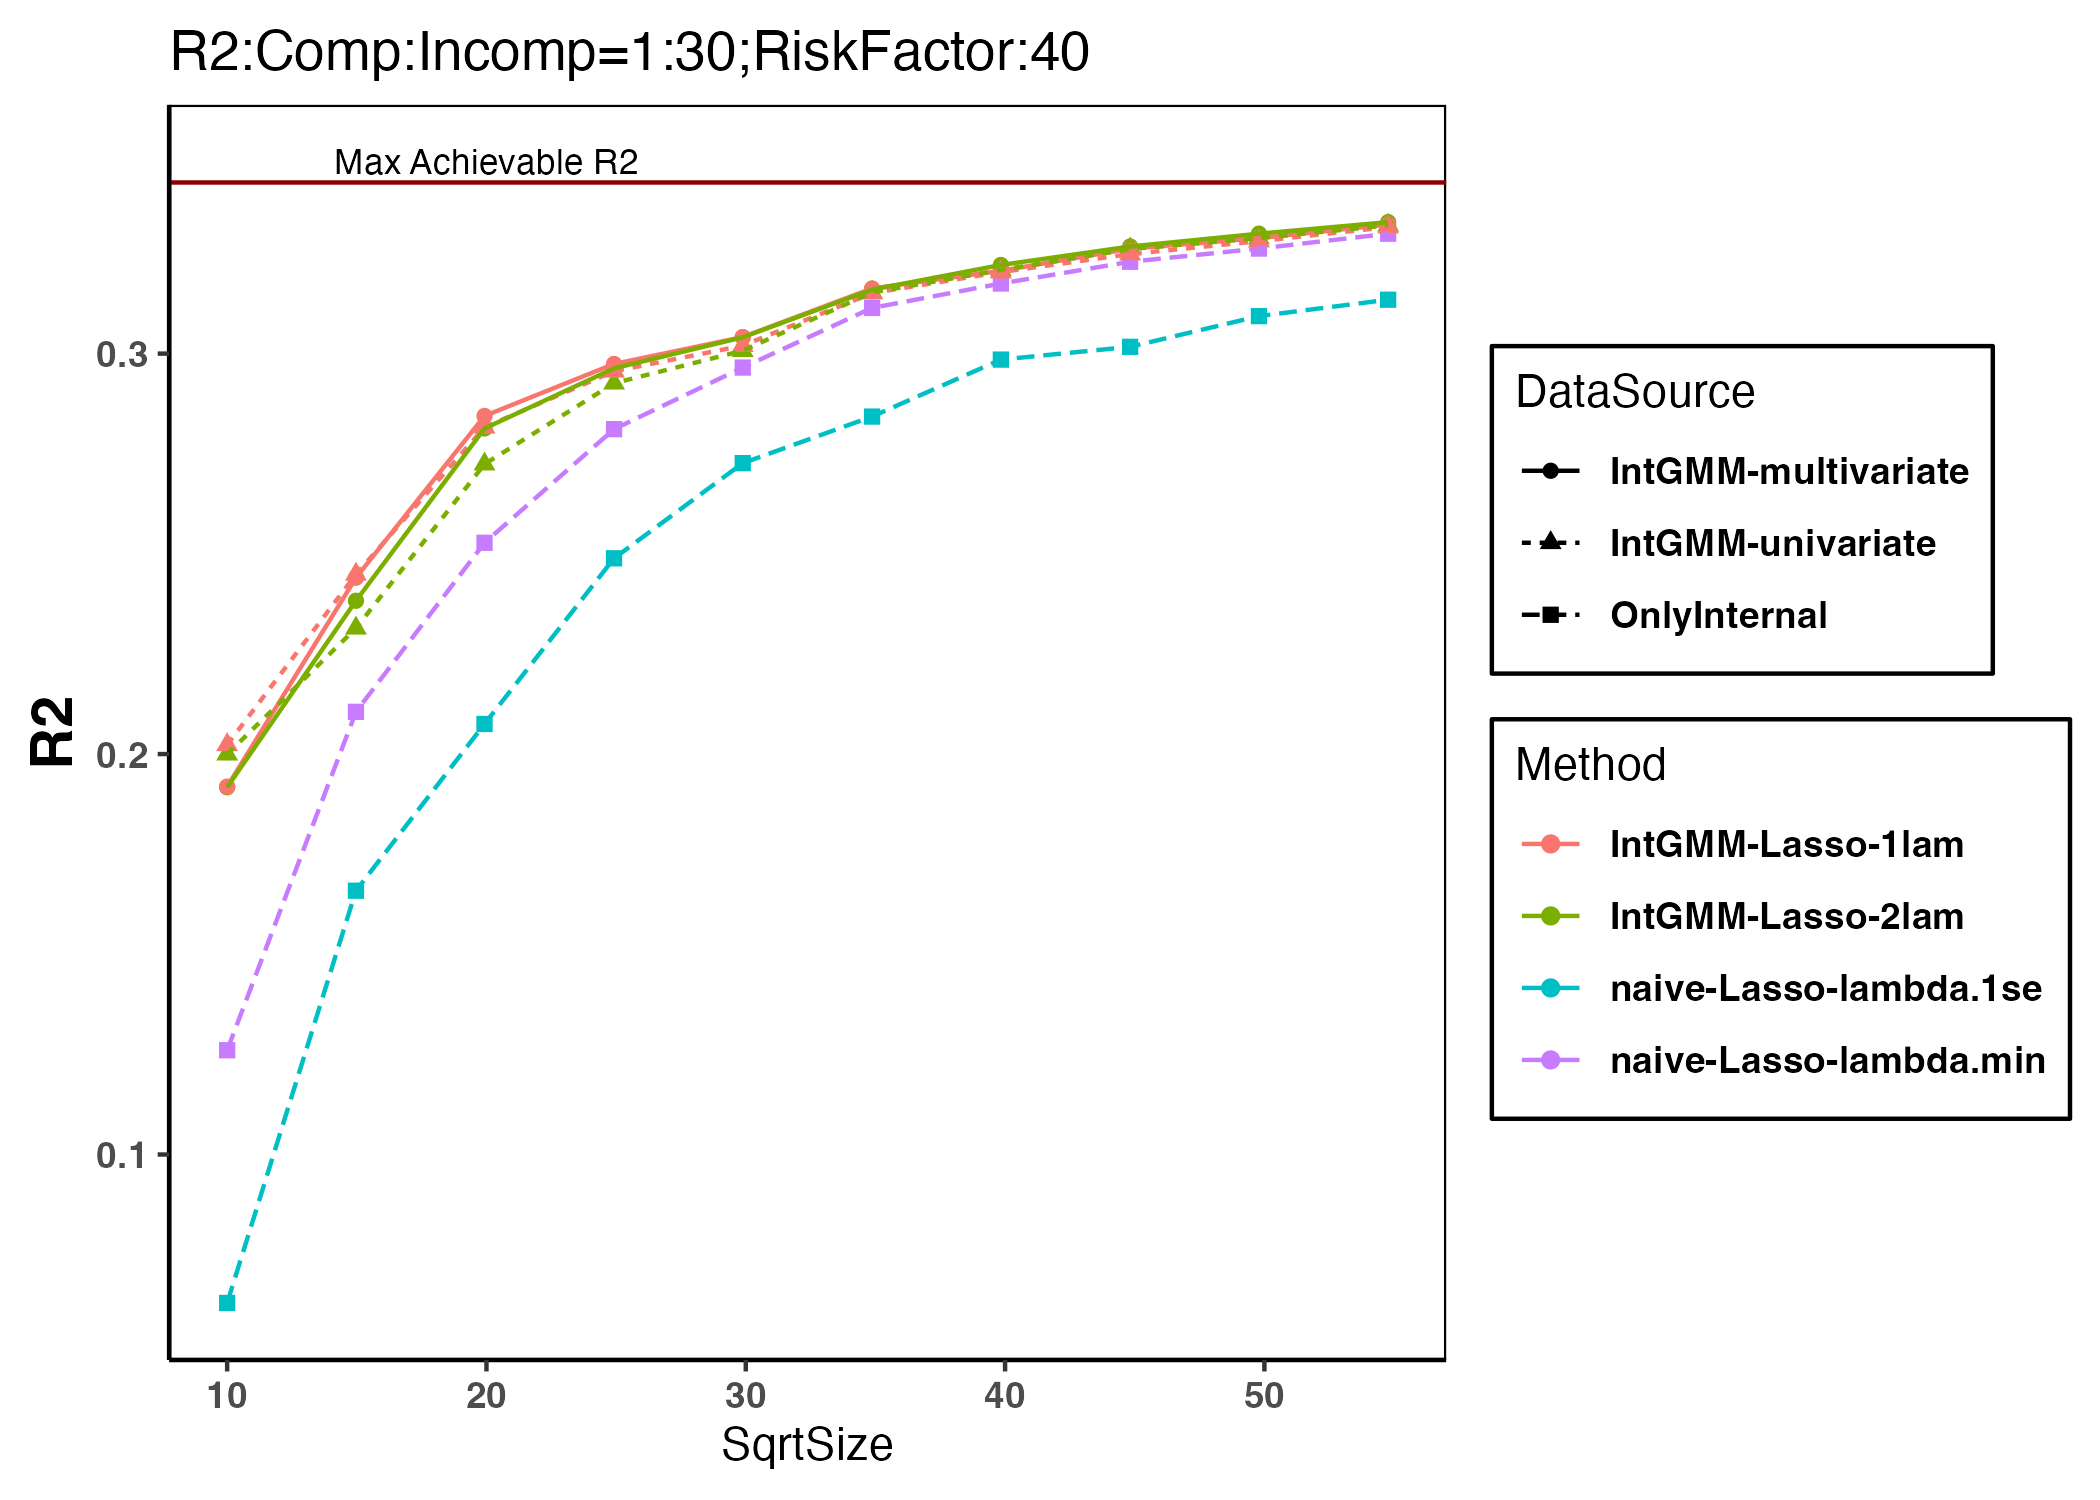 R2:Comp:Incomp=1:30;RiskFactor:40
Max Achievable R2
0.3
0.2
0.1
R2
10 20 30 40 50
SqrtSize
DataSource
IntGMM-multivariate
IntGMM-univariate
OnlyInternal
Method
IntGMM-Lasso-1lam
IntGMM-Lasso-2lam
naive-Lasso-lambda.1se
naive-Lasso-lambda.min